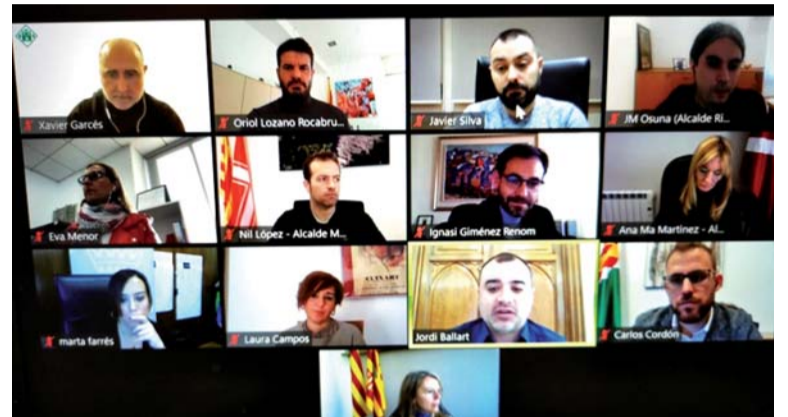 Xavier Garcés
Oriol Lozano Rocabru...
Javier Silva
JM Osuna (Alcalde Ri...
Eva Menor
Nil López - Alcalde M...
Ignasi Giménez Renom
Ana Ma Martínez - Al...
marta farrés
Laura Campos
Jordi Ballart
Carlos Cordón